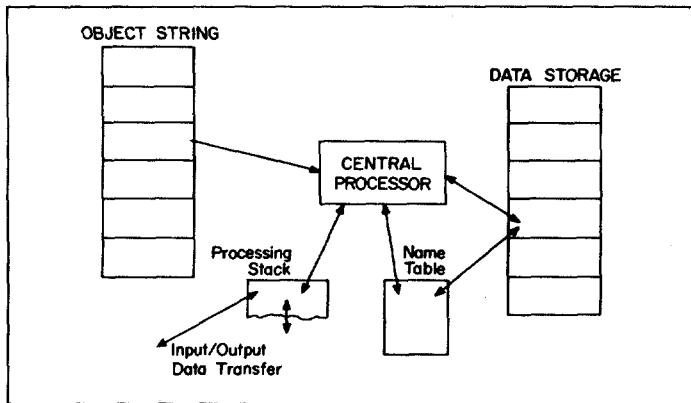 OBJECT STRING
DATA STORAGE
CENTRAL
PROCESSOR
Processing
Stack
Name
Table
Input/Output
Data Transfer